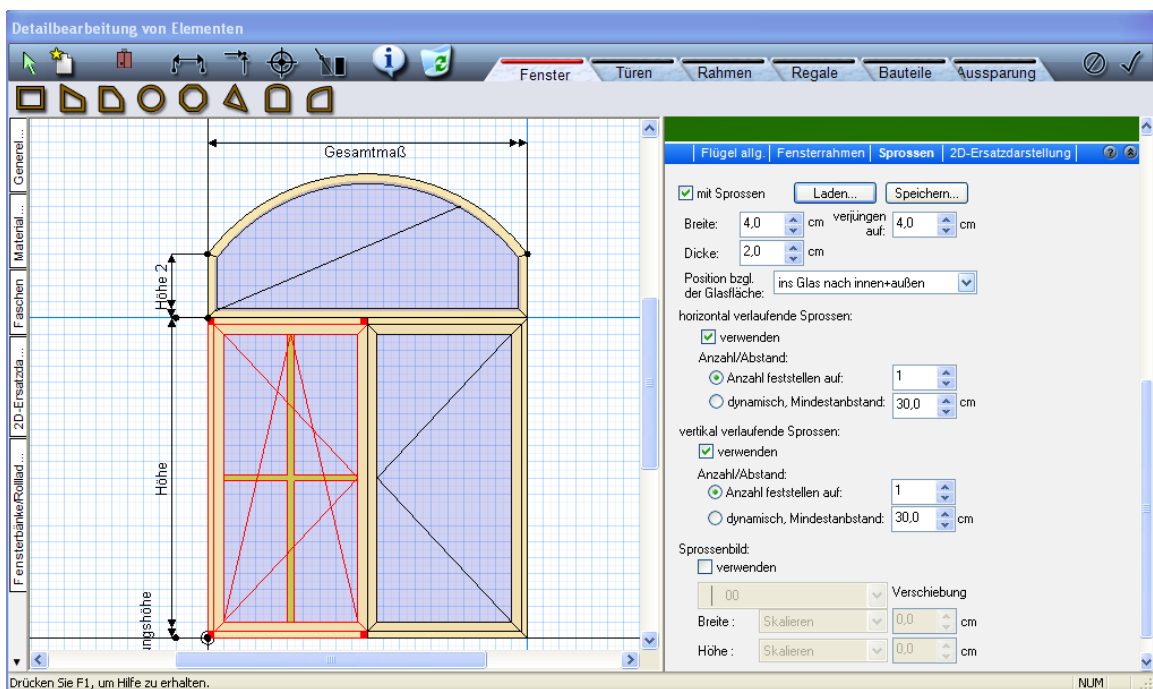 Detailbearbeitung von Elementen
Fenster Türen Rahmen Regale Bauteile Aussparung
Generel...
Material...
Faschen
2D-Ersatzda...
Fensterbänke/Rollad...
Gesamtmaß
Höhe 2
Höhe
ungshöhe
Flügel allg. Fensterrahmen Sprossen 2D-Ersatzdarstellung
mit Sprossen Laden... Speichern...
Breite: 4,0 cm verjüngen auf: 4,0 cm
Dicke: 2,0 cm
Position bzgl.
der Glasfläche: ins Glas nach innen+außen
horizontal verlaufende Sprossen:
verwenden
Anzahl/Abstand:
Anzahl feststellen auf: 1
dynamisch, Mindestanbstand: 30,0 cm
vertikal verlaufende Sprossen:
verwenden
Anzahl/Abstand:
Anzahl feststellen auf: 1
dynamisch, Mindestanbstand: 30,0 cm
Sprossenbild:
verwenden
00 Verschiebung
Breite : Skalieren 0,0 cm
Höhe : Skalieren 0,0 cm
Drücken Sie F1, um Hilfe zu erhalten. NUM